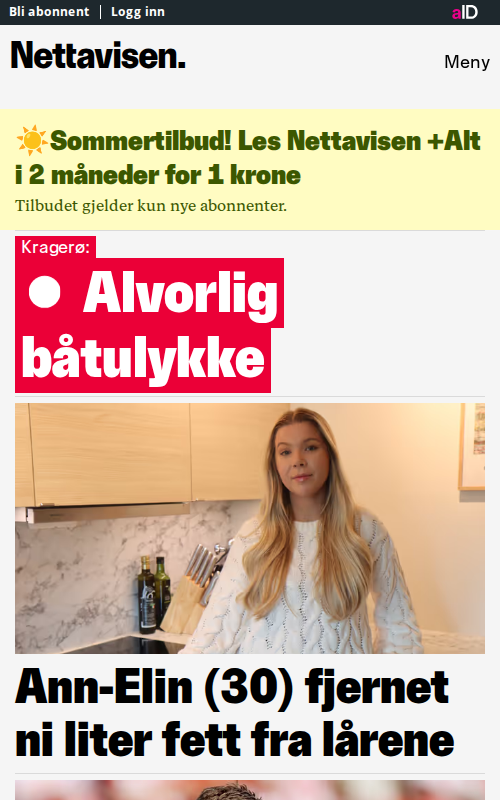 Bli abonnent
Logg inn
aID
Nettavisen.
Meny
☀️Sommertilbud! Les Nettavisen +Alt
i 2 måneder for 1 krone
Tilbudet gjelder kun nye abonnenter.
Kragerø:
● Alvorlig
båtulykke
Ann-Elin (30) fjernet
ni liter fett fra lårene